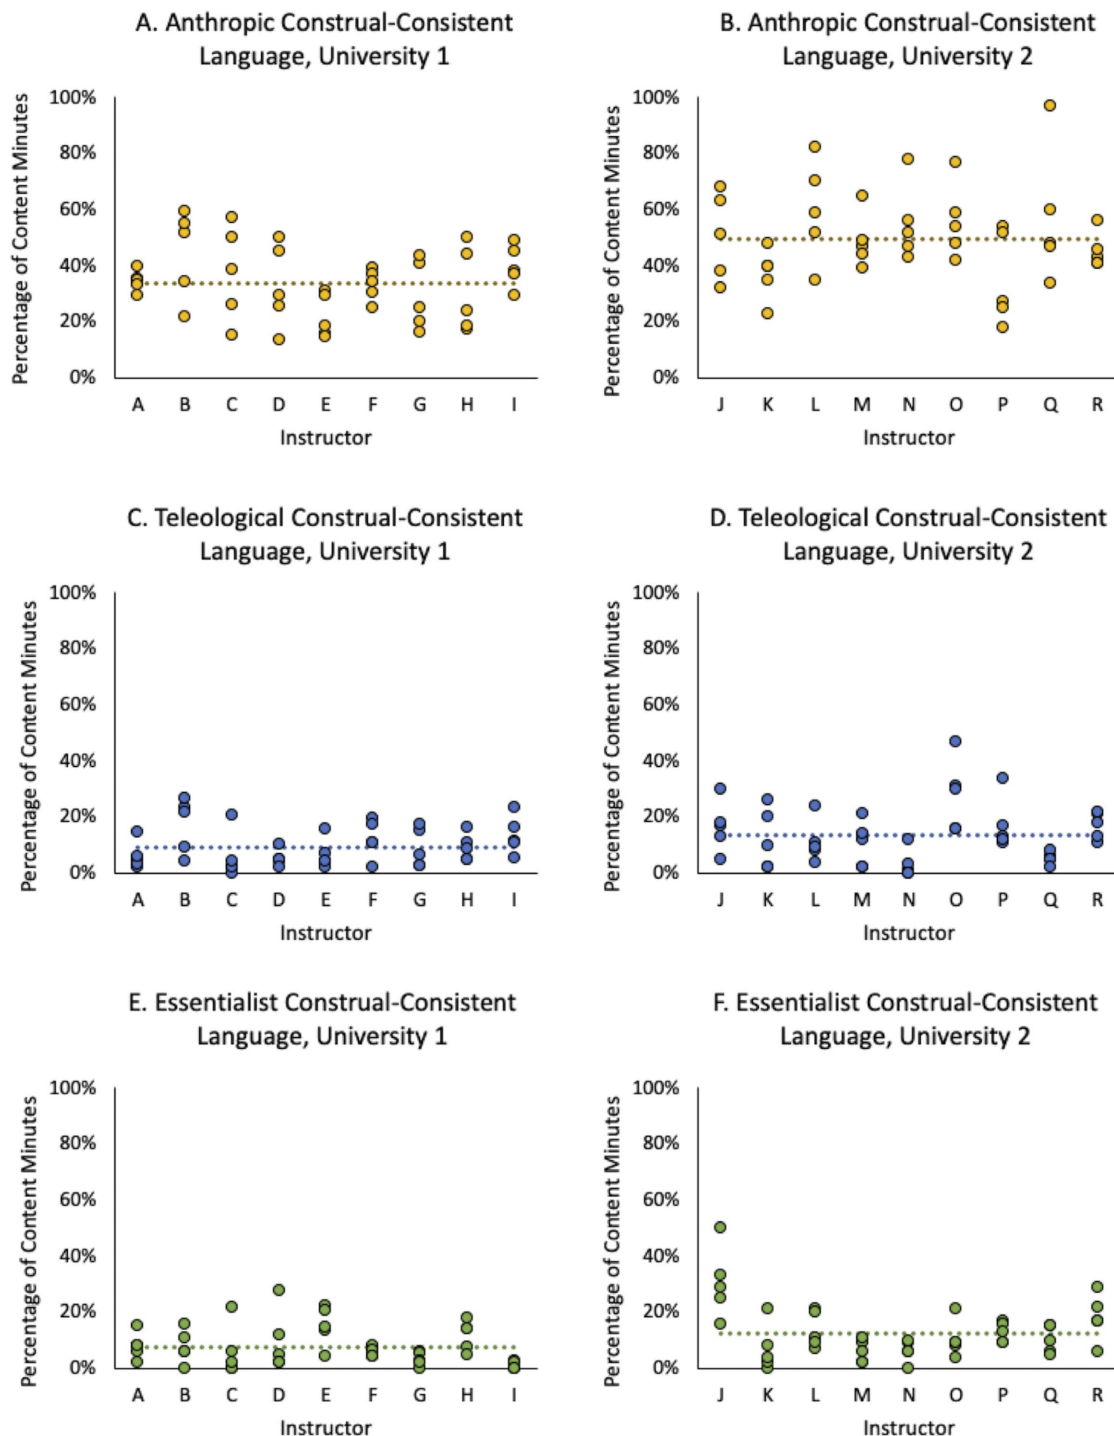 A. Anthropic Construal-Consistent
Language, University 1
Percentage of Content Minutes
100%
80%
60%
40%
20%
0%
A B C D E F G H I
Instructor
B. Anthropic Construal-Consistent
Language, University 2
Percentage of Content Minutes
100%
80%
60%
40%
20%
0%
J K L M N O P Q R
Instructor
C. Teleological Construal-Consistent
Language, University 1
Percentage of Content Minutes
100%
80%
60%
40%
20%
0%
A B C D E F G H I
Instructor
D. Teleological Construal-Consistent
Language, University 2
Percentage of Content Minutes
100%
80%
60%
40%
20%
0%
J K L M N O P Q R
Instructor
E. Essentialist Construal-Consistent
Language, University 1
Percentage of Content Minutes
100%
80%
60%
40%
20%
0%
A B C D E F G H I
Instructor
F. Essentialist Construal-Consistent
Language, University 2
Percentage of Content Minutes
100%
80%
60%
40%
20%
0%
J K L M N O P Q R
Instructor